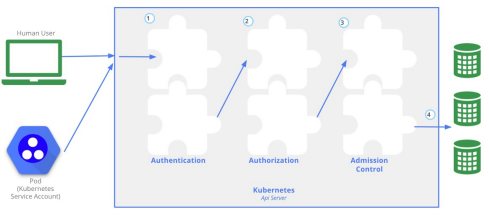 Human User
1
2
3
4
Pod
(Kubernetes
Service Account)
Authentication
Authorization
Admission
Control
Kubernetes
Api Server